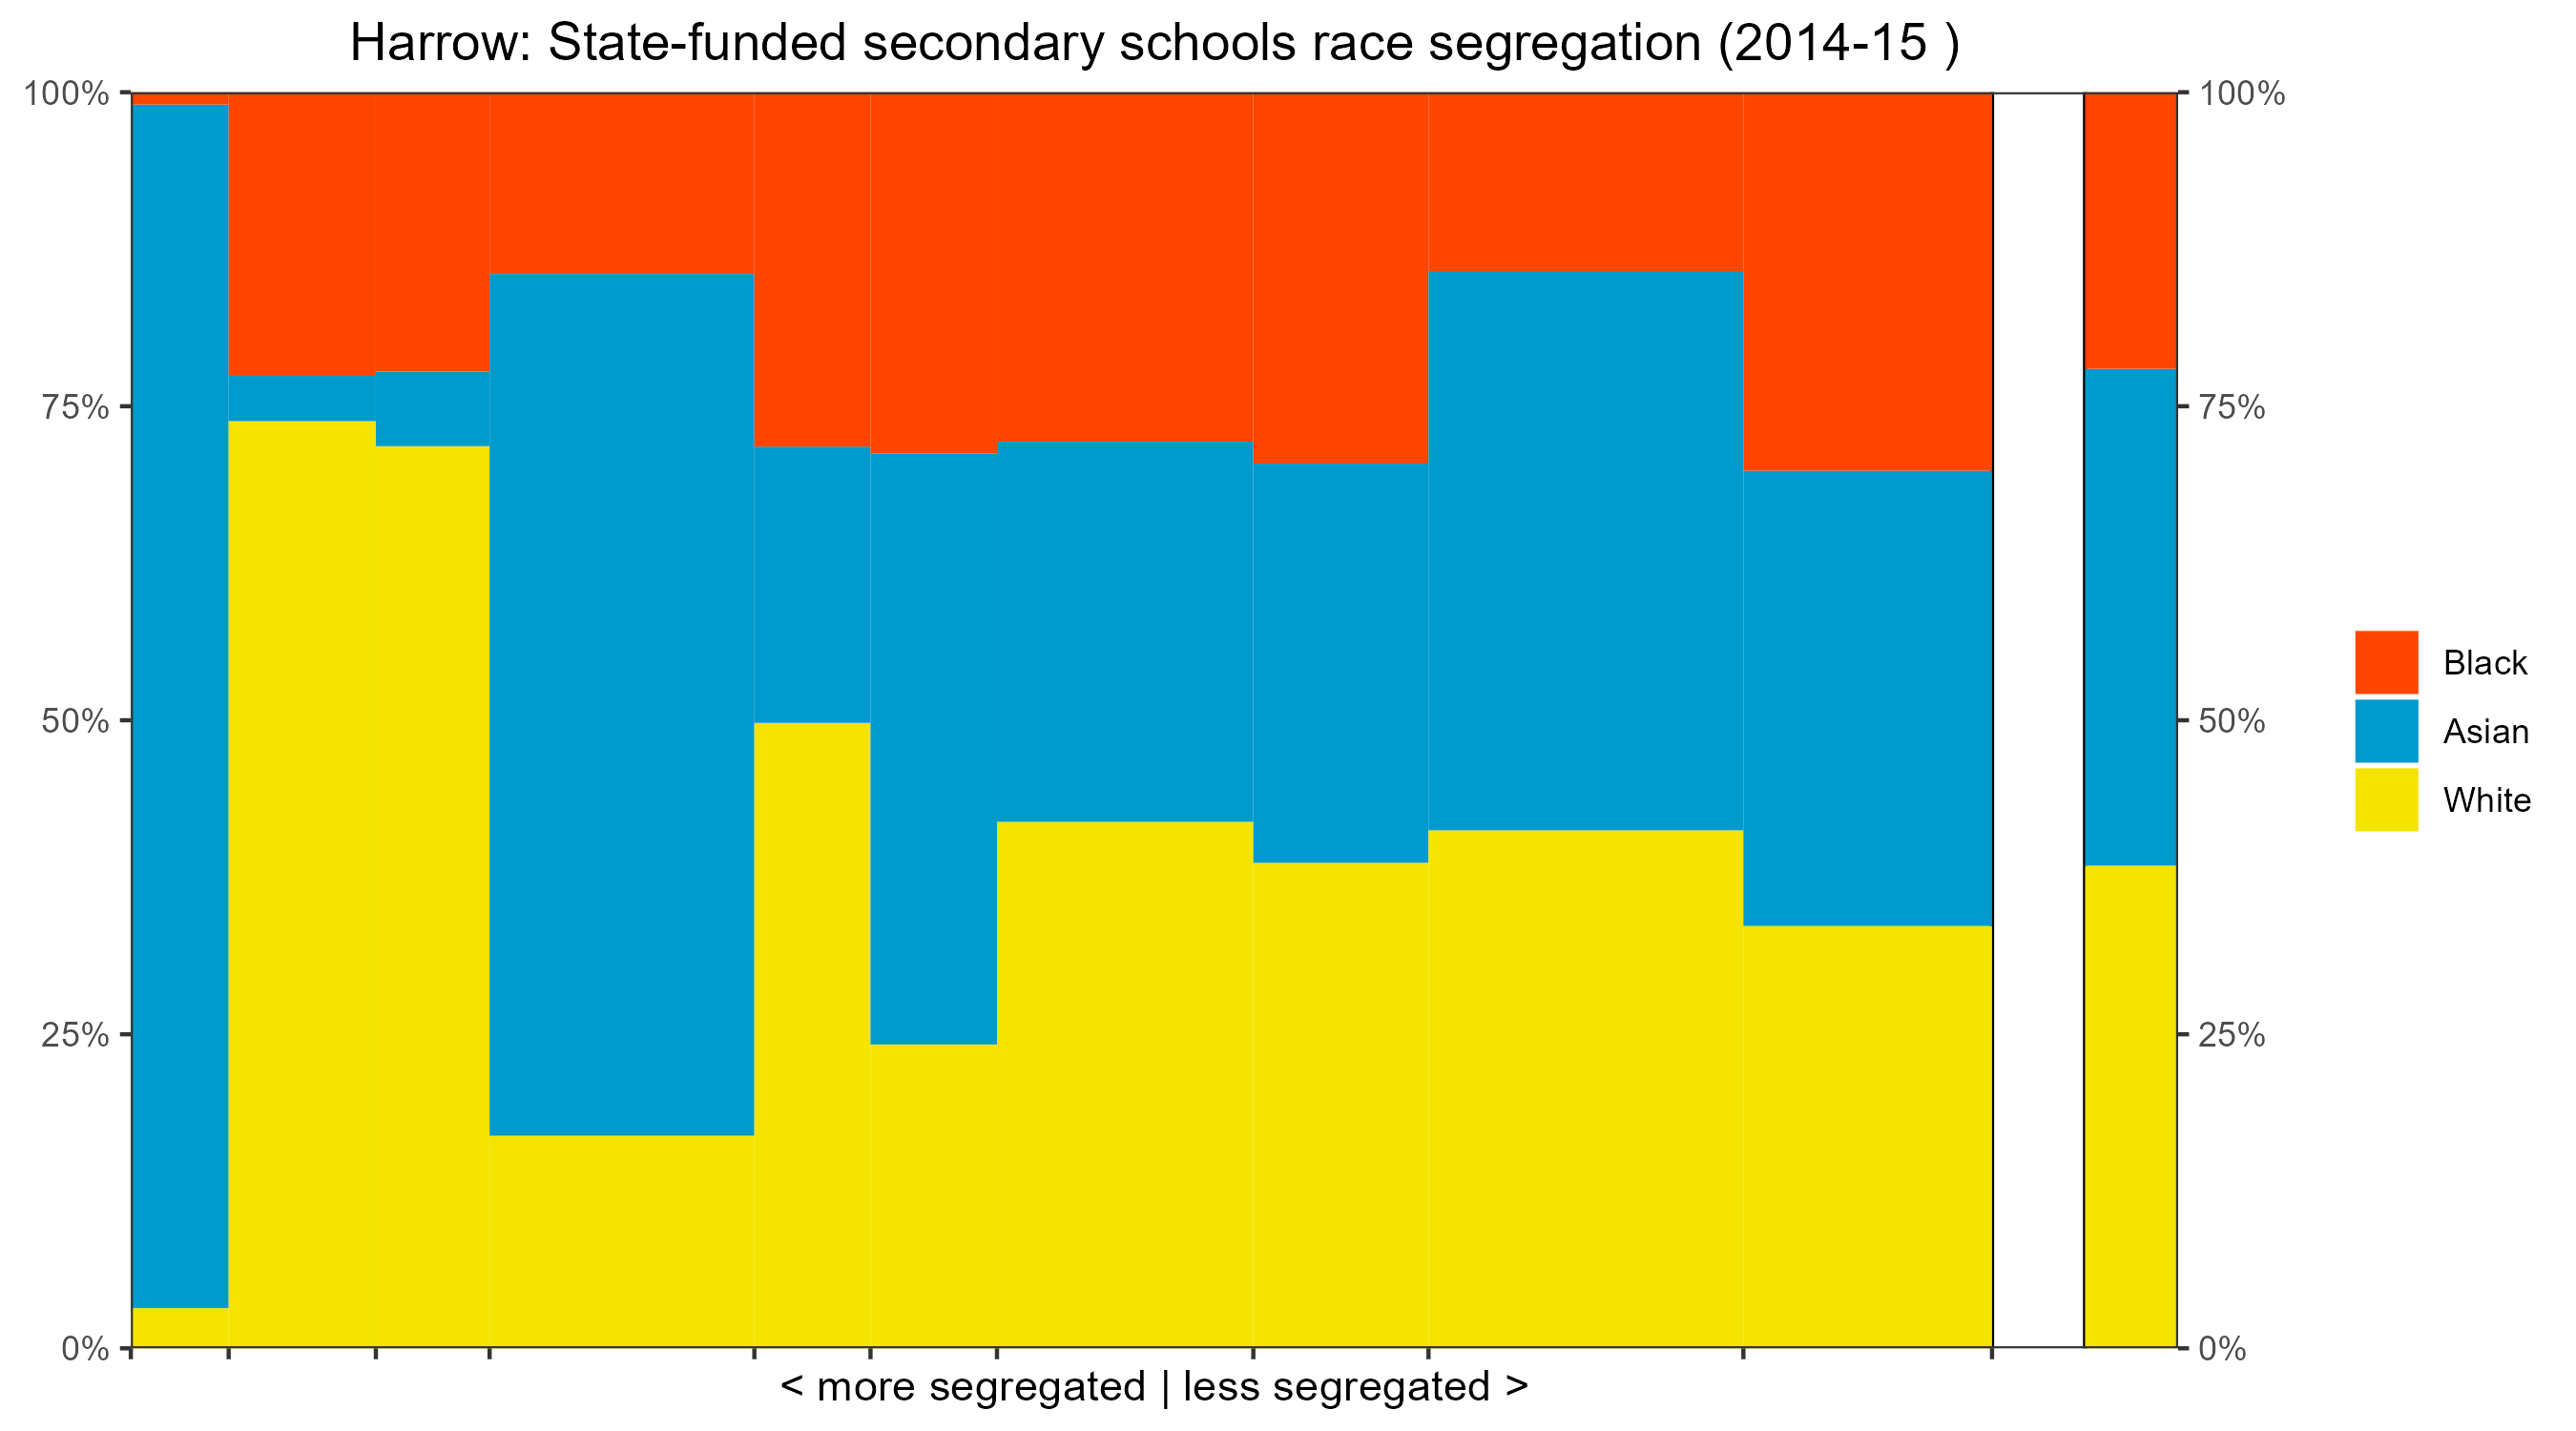 Harrow: State-funded secondary schools race segregation (2014-15 )
100%
75%
50%
25%
0%
100%
75%
50%
25%
0%
Black
Asian
White
< more segregated | less segregated >